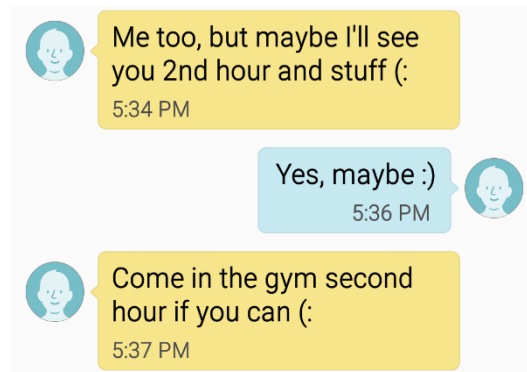 Me too, but maybe I'll see
you 2nd hour and stuff (:
5:34 PM
Yes, maybe :)
5:36 PM
Come in the gym second
hour if you can (:
5:37 PM